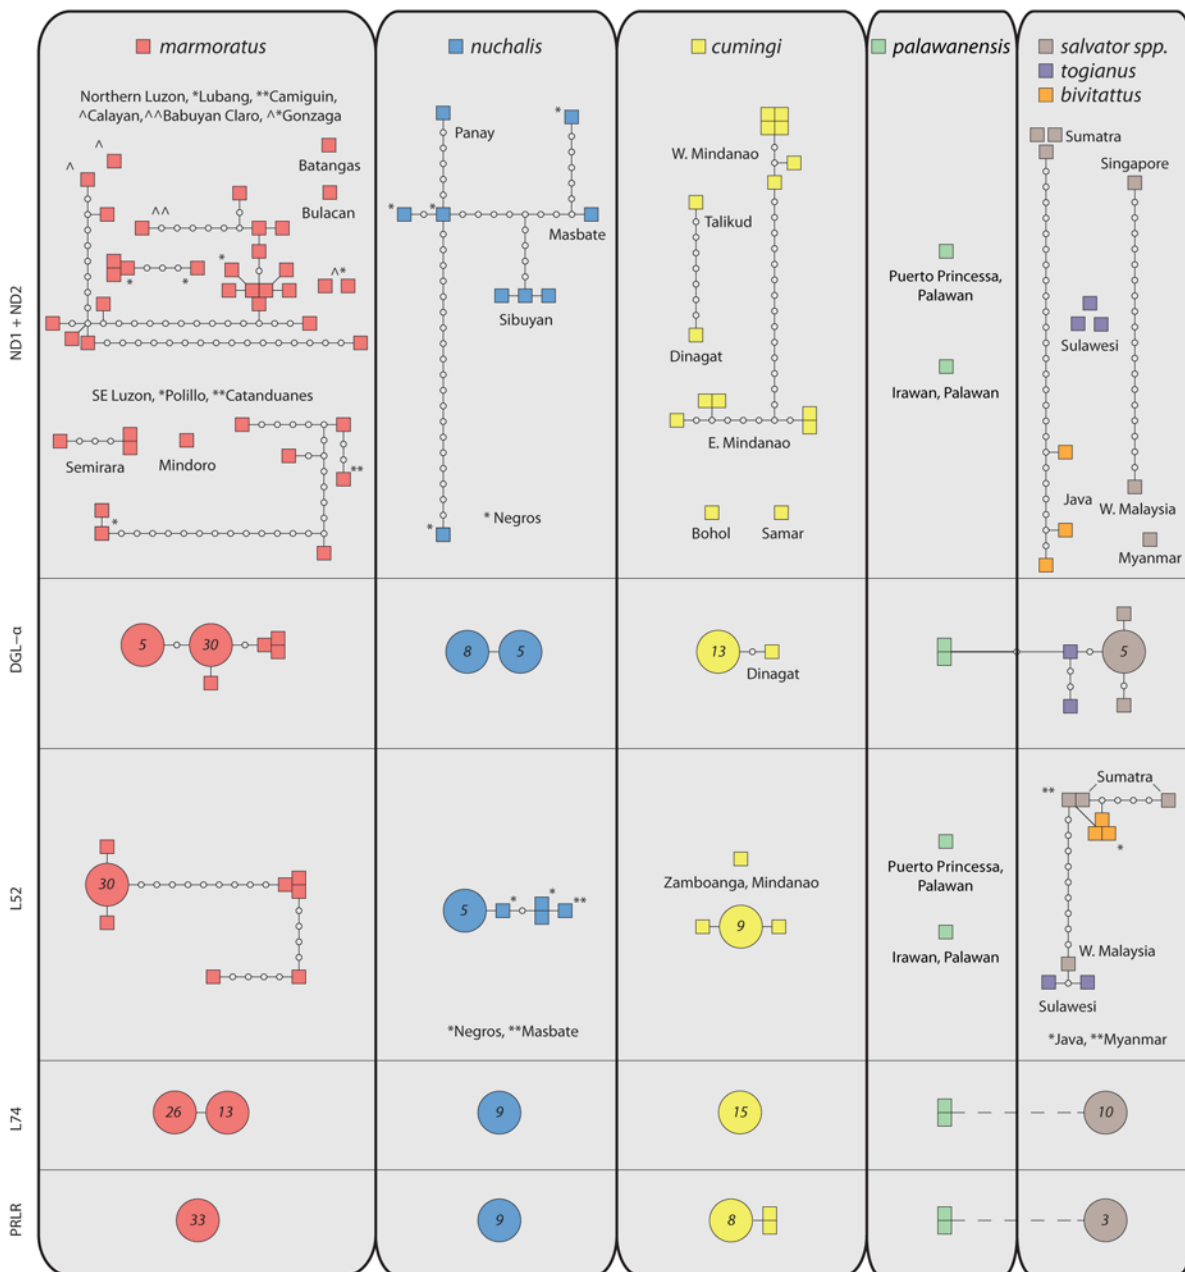 marmoratus
nuchalis
cumingi
palawanensis
salvator spp.
togianus
bivitattus
ND1 + ND2
Northern Luzon, *Lubang, **Camiguin,
^Calayan,^^Babuyan Claro, ^*Gonzaga
^
^
Batangas
Bulacan
^^
*
*
*
^*
SE Luzon, *Polillo, **Catanduanes
Semirara
Mindoro
**
*
Panay
*
*
*
Masbate
Sibuyan
*
* Negros
W. Mindanao
Talikud
Dinagat
E. Mindanao
Bohol
Samar
Puerto Princessa,
Palawan
Irawan, Palawan
Sumatra
Singapore
Sulawesi
Java
W. Malaysia
Myanmar
DGL–α
5
30
8
5
13
Dinagat
5
L52
30
5
*
*
**
*Negros, **Masbate
Zamboanga, Mindanao
9
Puerto Princessa,
Palawan
Irawan, Palawan
Sumatra
**
*
W. Malaysia
Sulawesi
*Java, **Myanmar
L74
26
13
9
15
10
PRLR
33
9
8
3